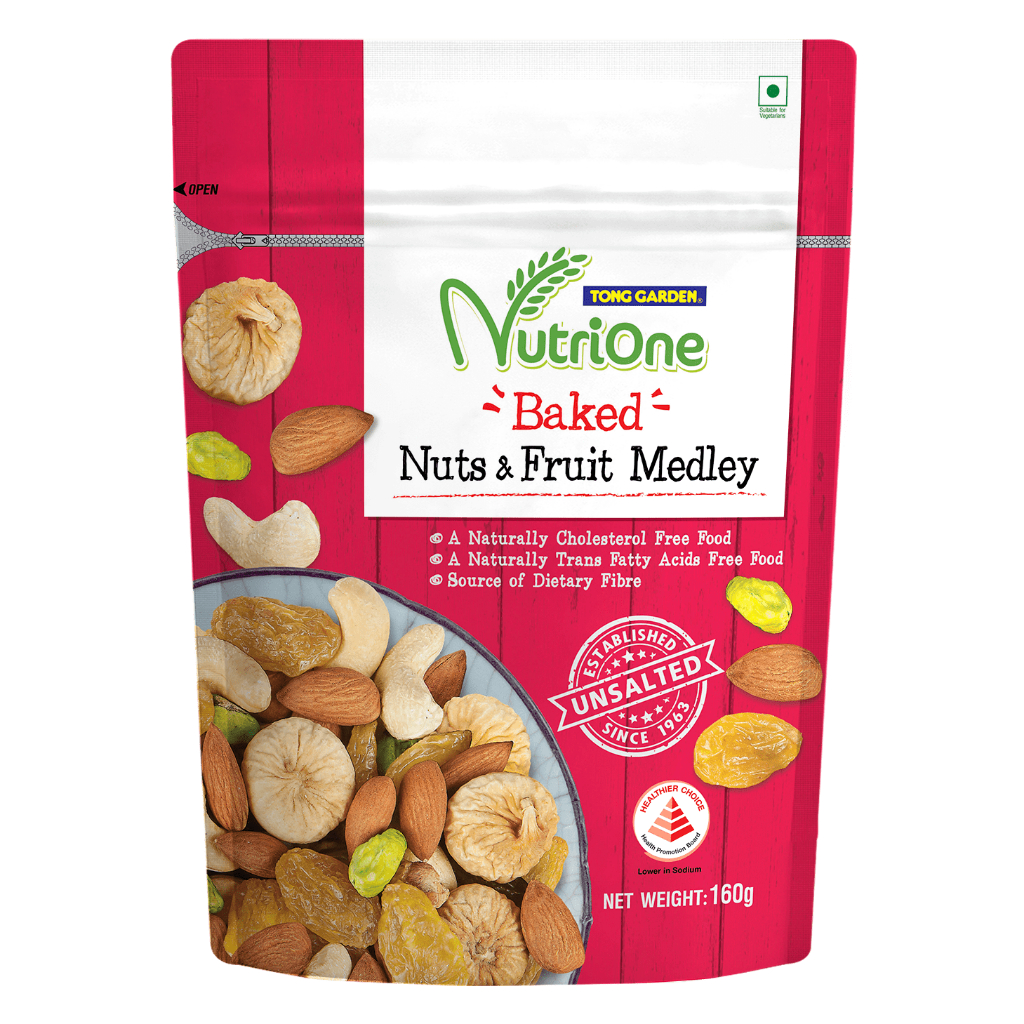 Suitable for
Vegetarians
OPEN
TONG GARDEN®
NutriOne
Baked
Nuts & Fruit Medley
A Naturally Cholesterol Free Food
A Naturally Trans Fatty Acids Free Food
Source of Dietary Fibre
ESTABLISHED
UNSALTED
SINCE 1963
HEALTHIER CHOICE
Health Promotion Board
Lower in Sodium
NET WEIGHT: 160g